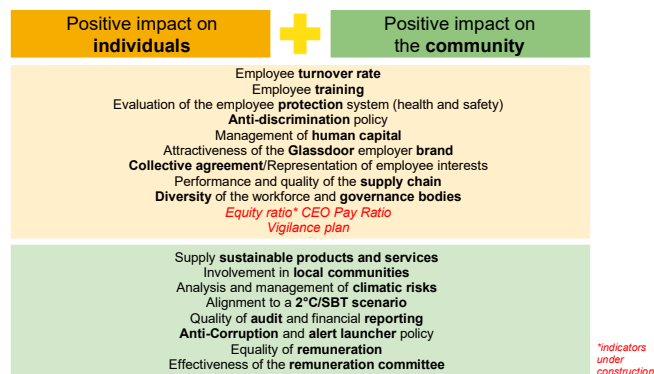 Positive impact on
individuals
Positive impact on
the community
Employee turnover rate
Employee training
Evaluation of the employee protection system (health and safety)
Anti-discrimination policy
Management of human capital
Attractiveness of the Glassdoor employer brand
Collective agreement/Representation of employee interests
Performance and quality of the supply chain
Diversity of the workforce and governance bodies
Equity ratio* CEO Pay Ratio
Vigilance plan
Supply sustainable products and services
Involvement in local communities
Analysis and management of climatic risks
Alignment to a 2°C/SBT scenario
Quality of audit and financial reporting
Anti-Corruption and alert launcher policy
Equality of remuneration
Effectiveness of the remuneration committee
*indicators
under
construction